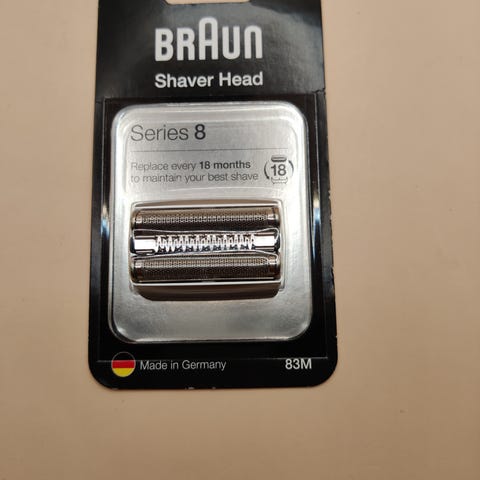 BRAUN
Shaver Head
Series 8
Replace every 18 months
to maintain your best shave
18
Made in Germany
83M